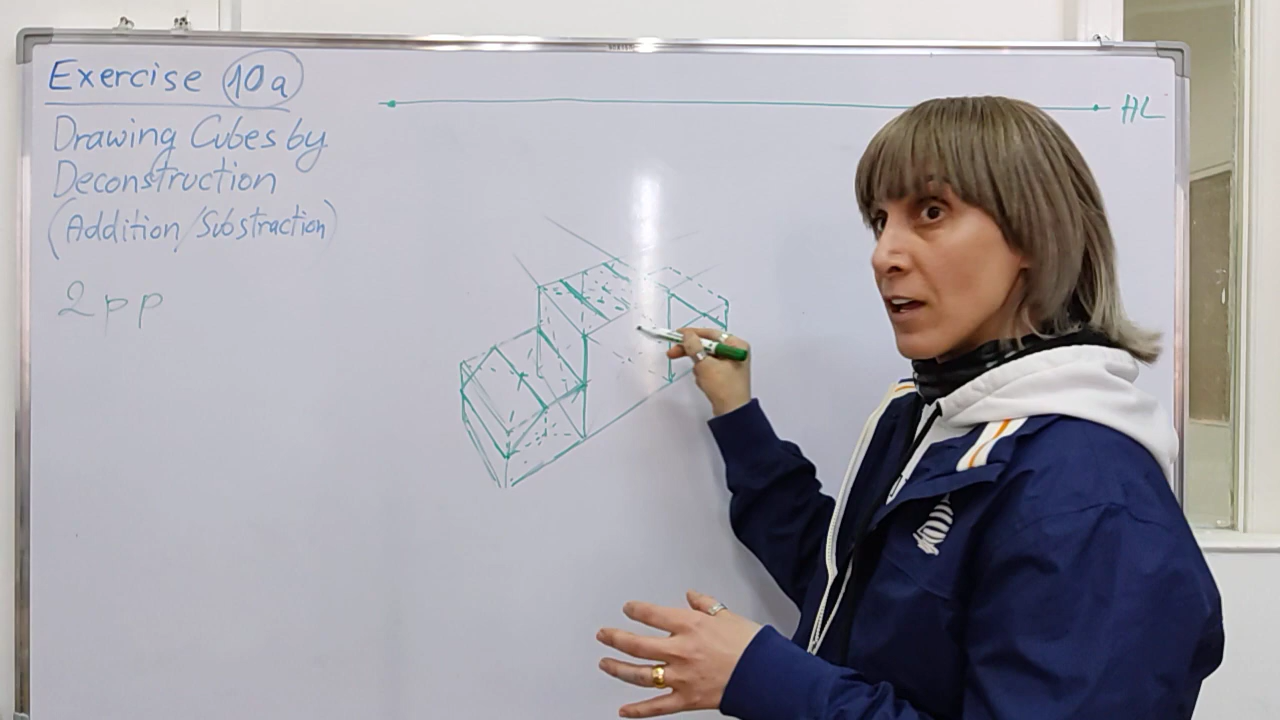 Exercise 10a
HL
Drawing Cubes by
Deconstruction
(Addition/Substraction)
2pp